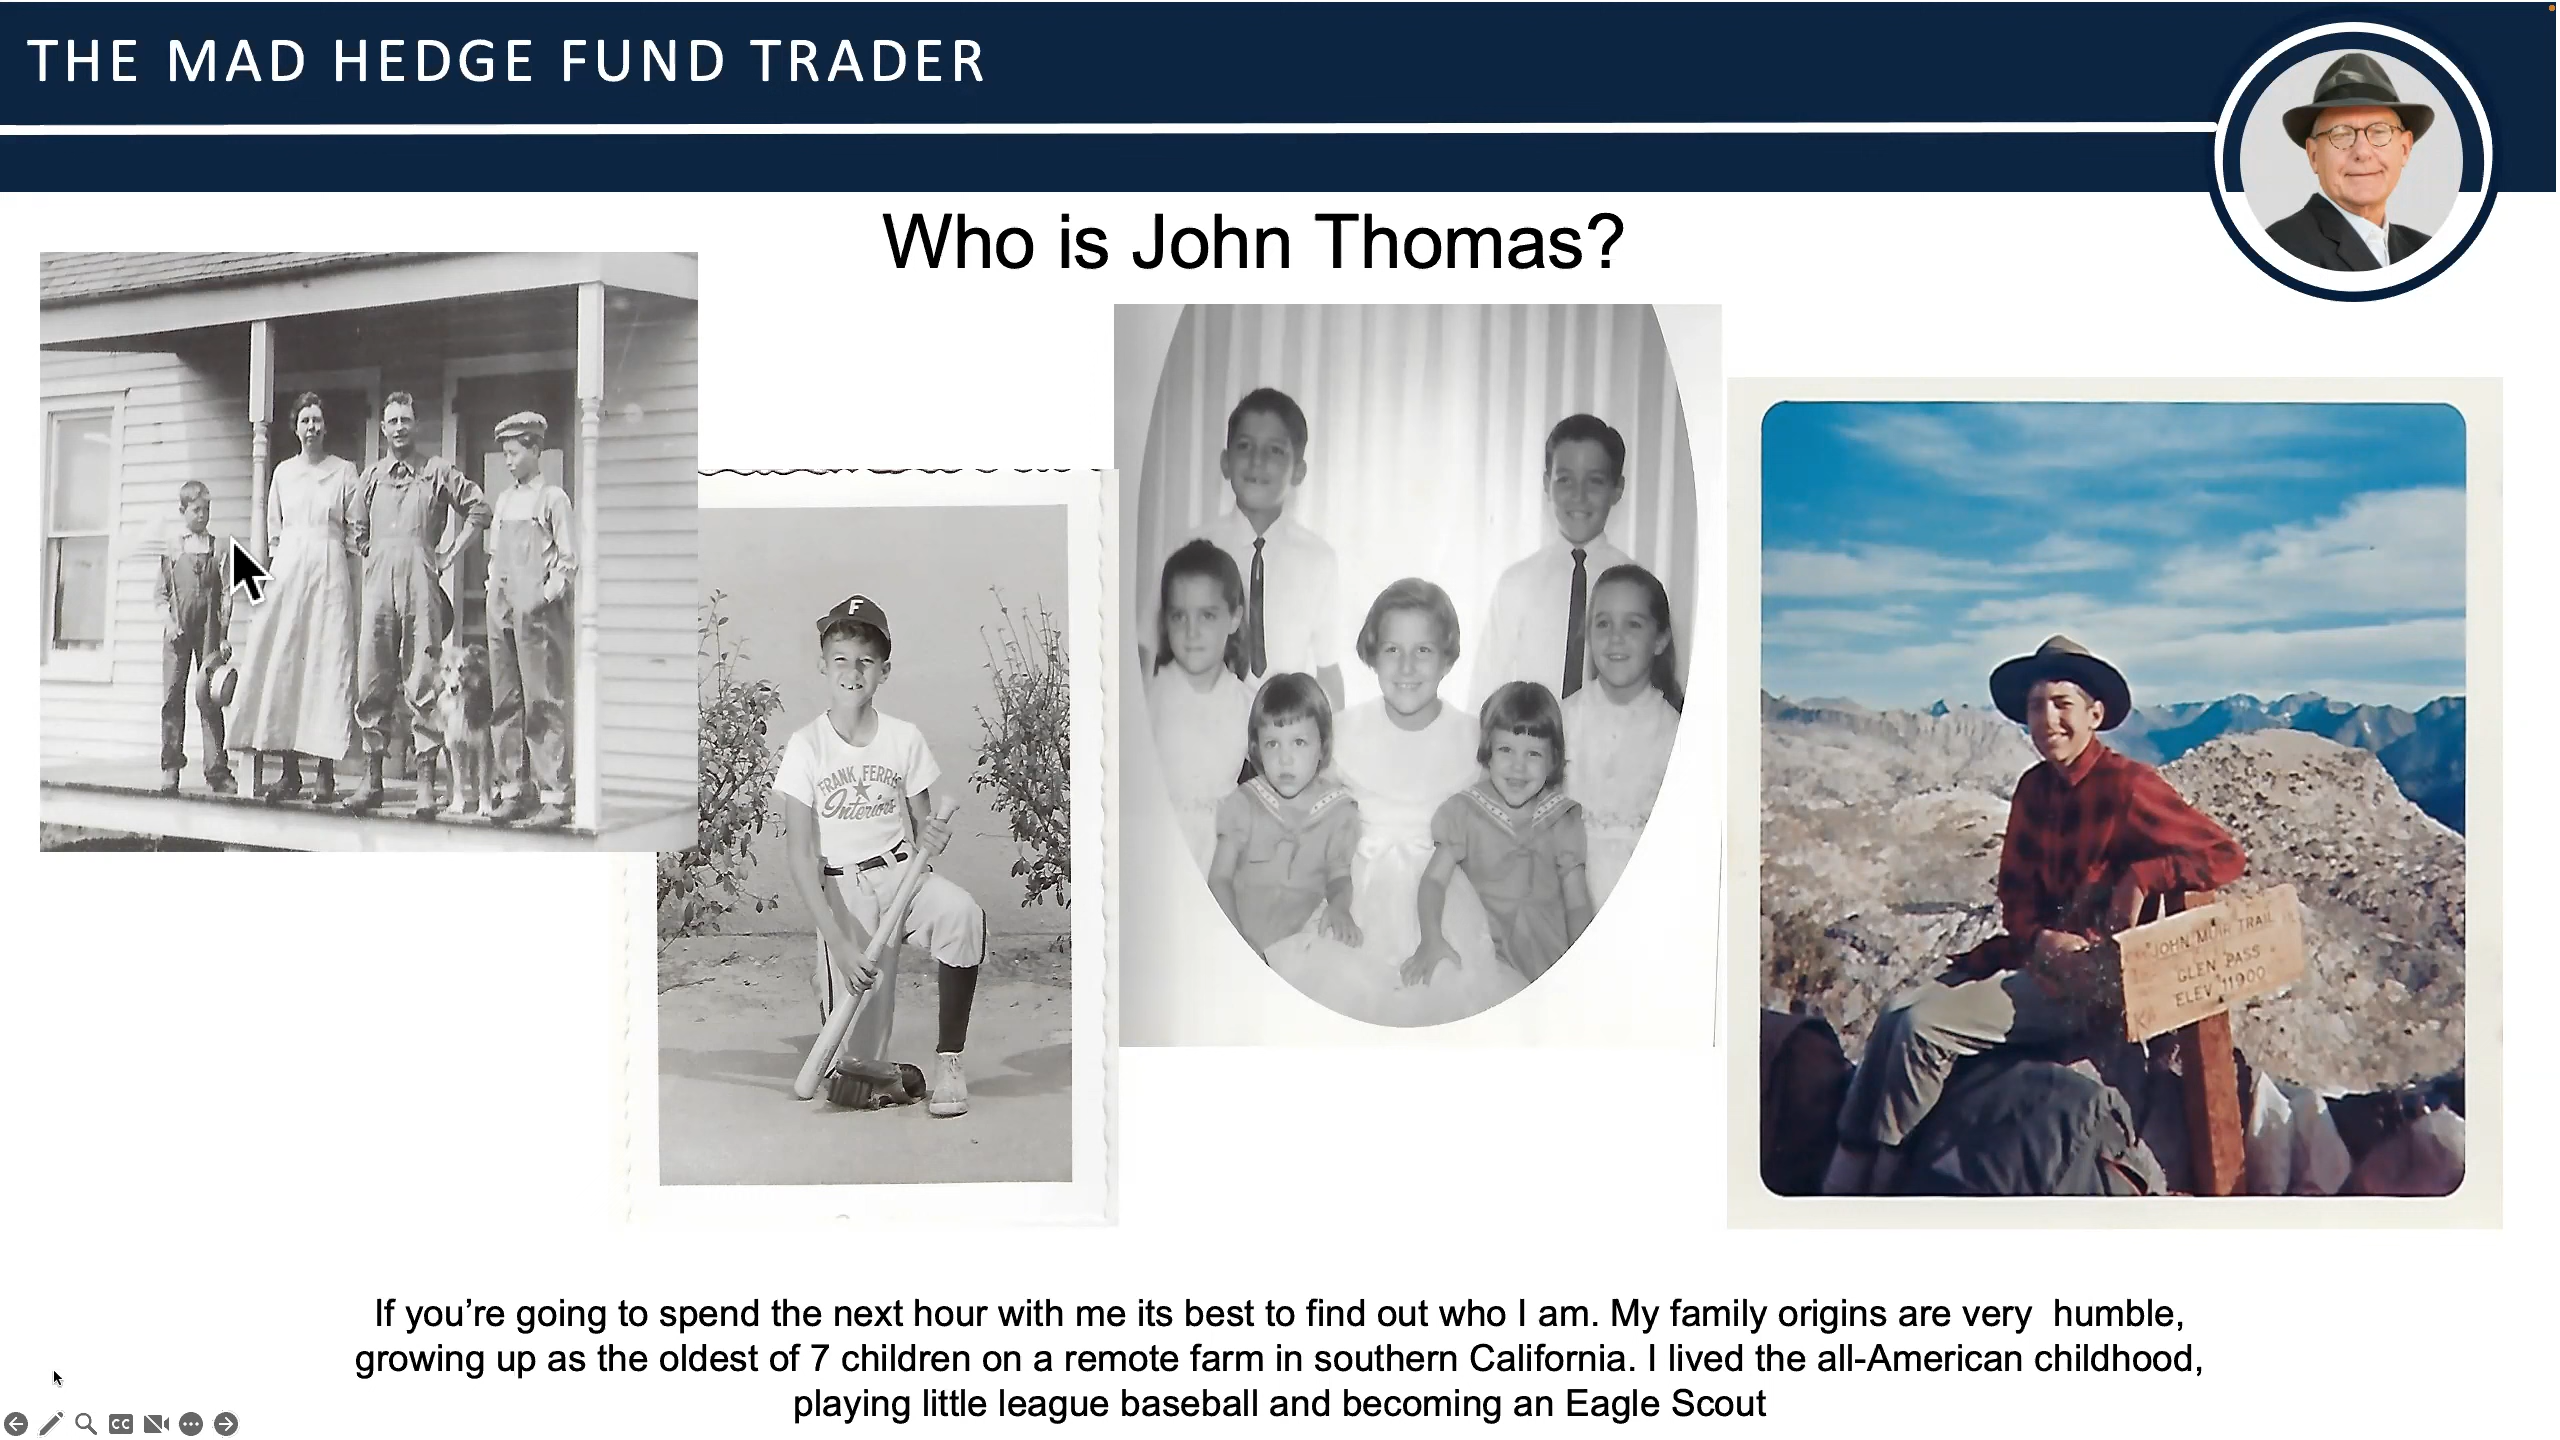 THE MAD HEDGE FUND TRADER
Who is John Thomas?
F
FRANK FERRIS
Interiors
JOHN MUIR TRAIL
GLEN PASS
ELEV 11900
If you’re going to spend the next hour with me its best to find out who I am. My family origins are very  humble,
growing up as the oldest of 7 children on a remote farm in southern California. I lived the all-American childhood,
playing little league baseball and becoming an Eagle Scout
CC